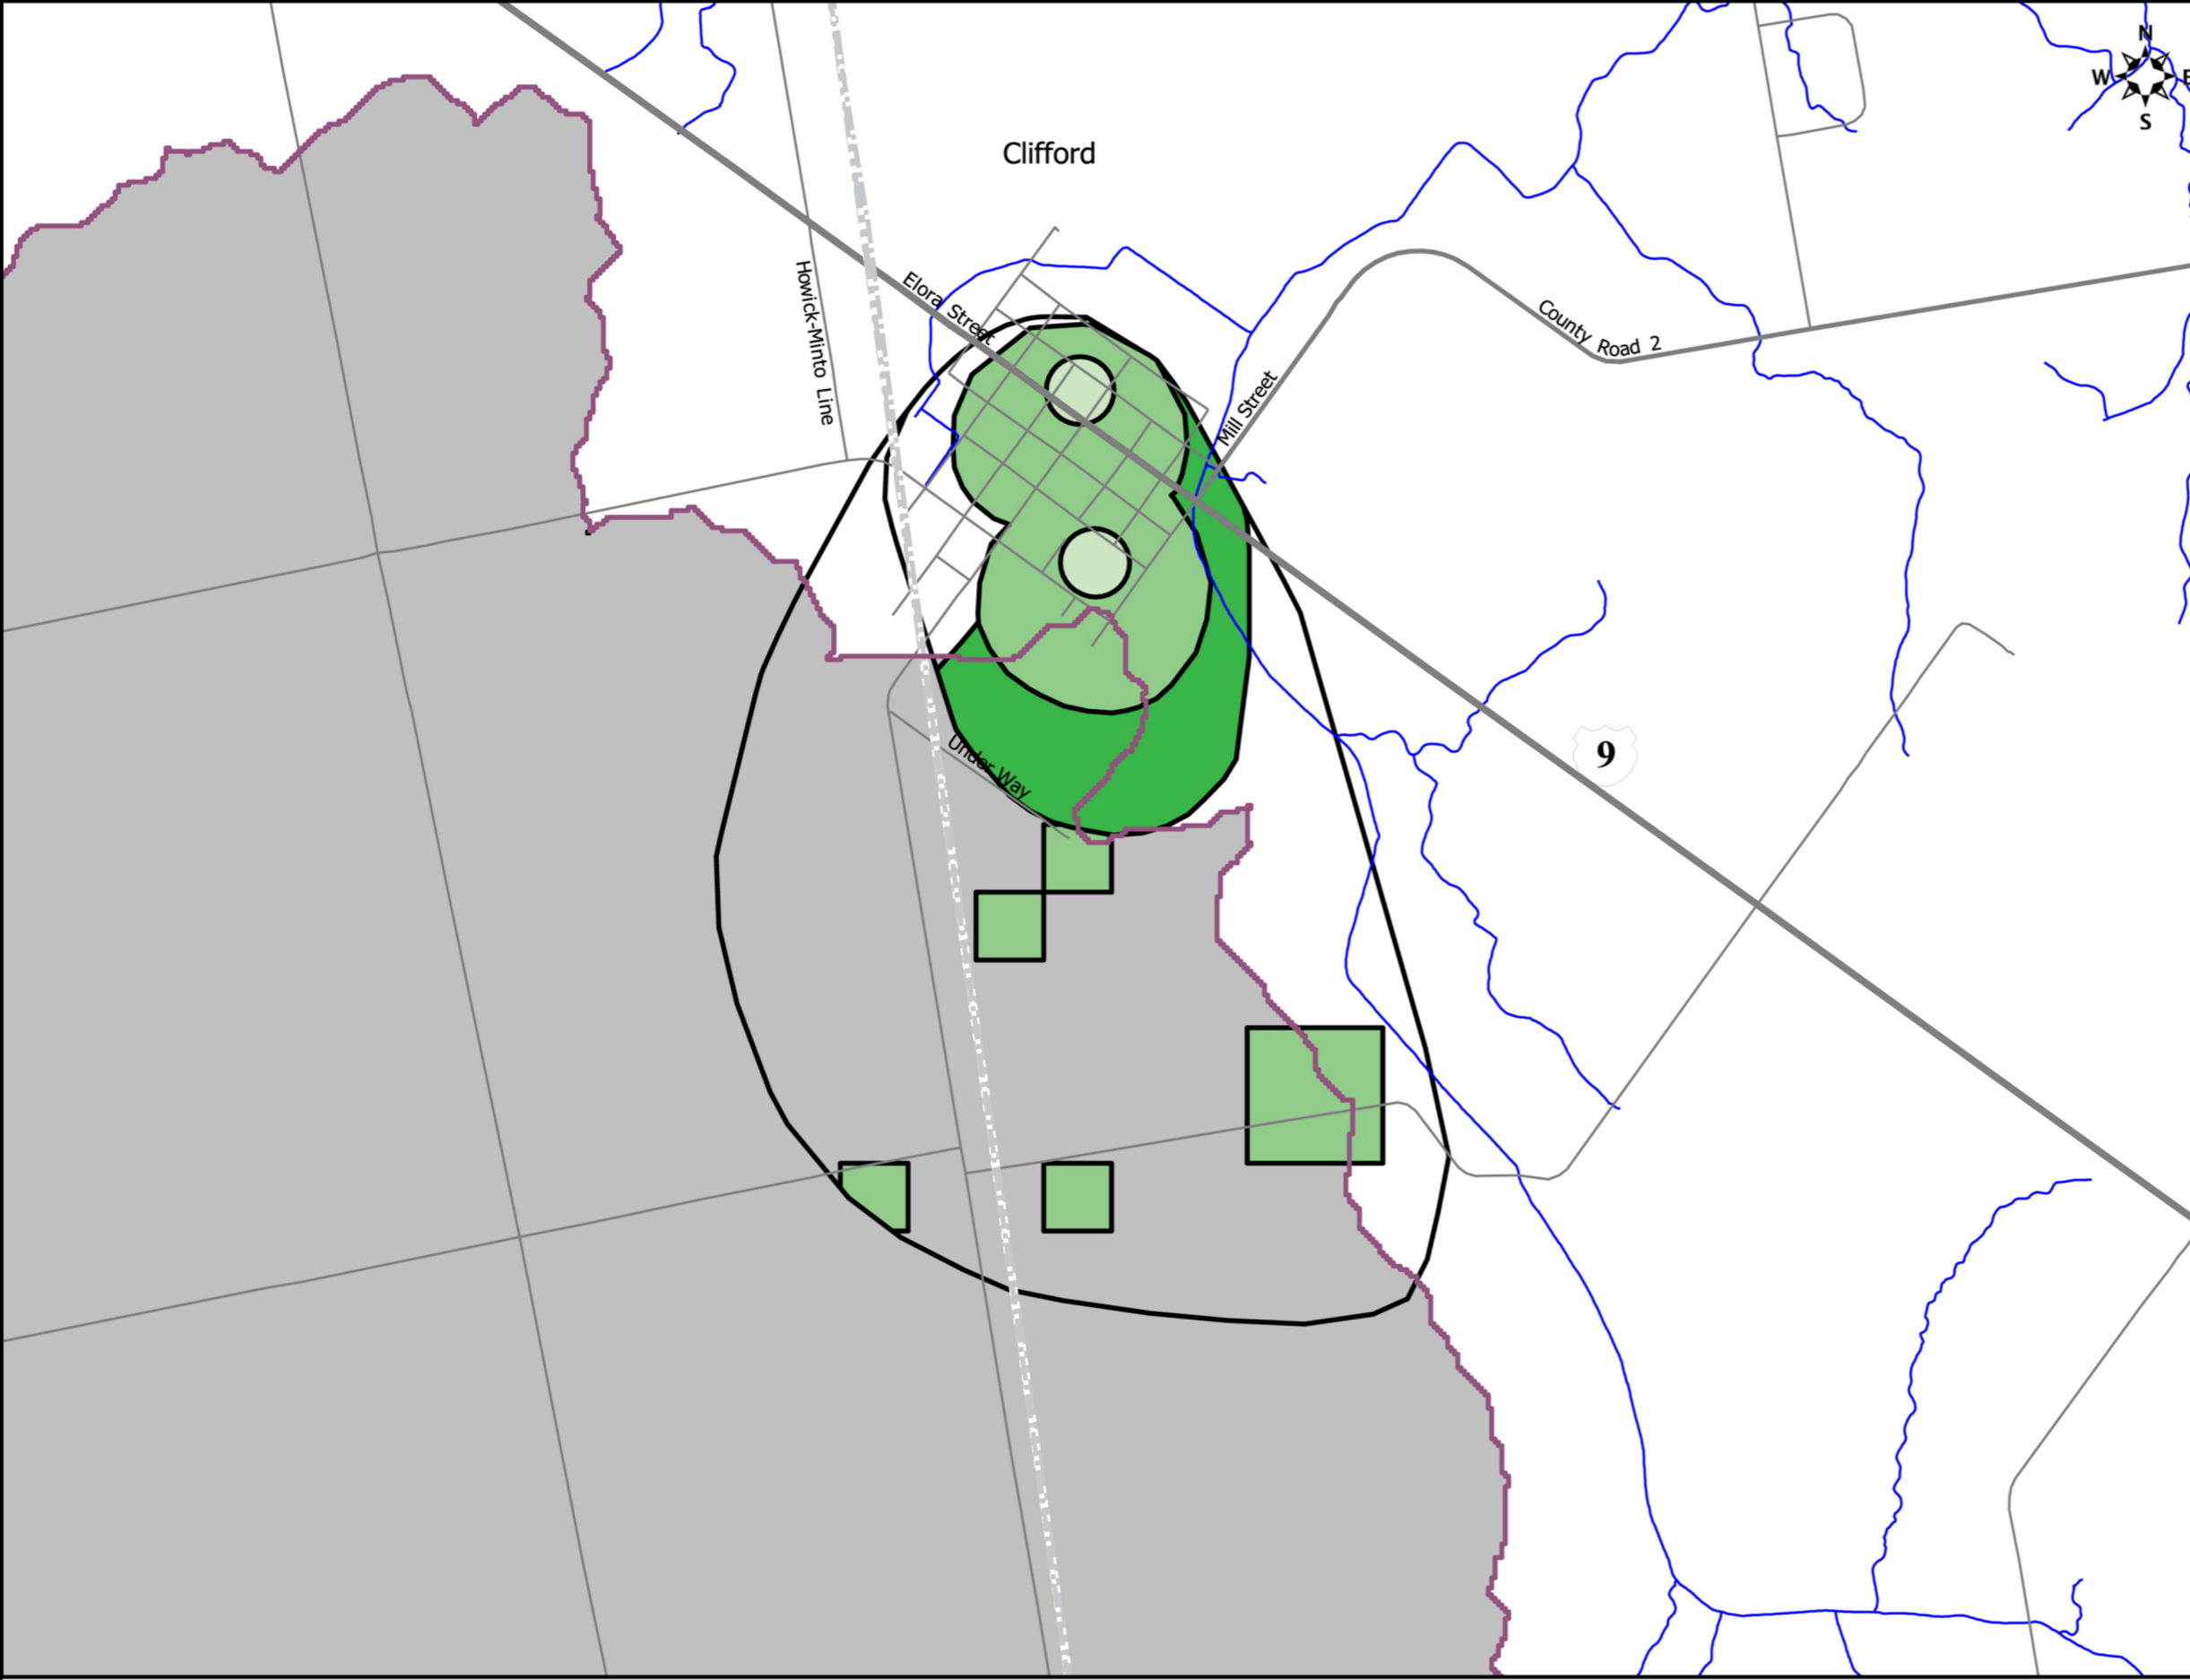 N
W E
S
Clifford
Howick-Minto Line
Elora Street
County Road 2
Mill Street
Under Way
9